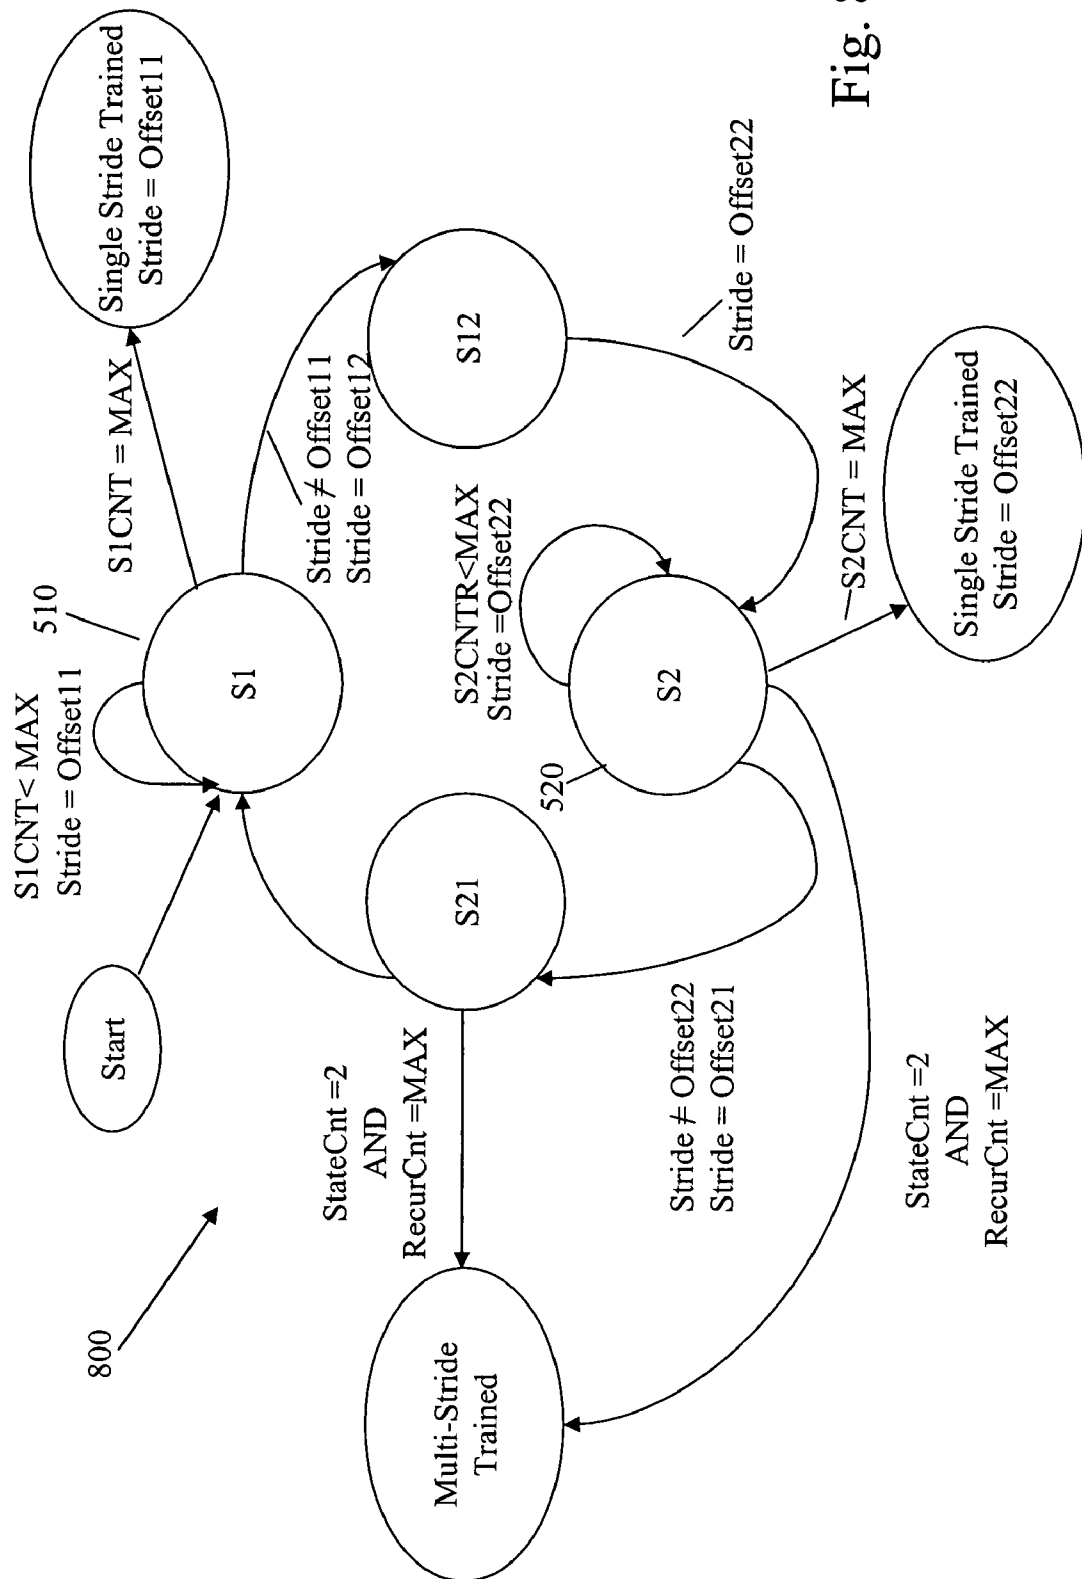 800
Start
S1CNT< MAX
Stride = Offset11
510
S1
S1CNT = MAX
Single Stride Trained
Stride = Offset11
Stride ≠ Offset11
Stride = Offset12
S12
Stride = Offset22
S21
StateCnt =2
AND
RecurCnt =MAX
Multi-Stride
Trained
S2CNTR<MAX
Stride =Offset22
520
S2
S2CNT = MAX
Single Stride Trained
Stride = Offset22
Stride ≠ Offset22
Stride = Offset21
StateCnt =2
AND
RecurCnt =MAX
Fig. 8